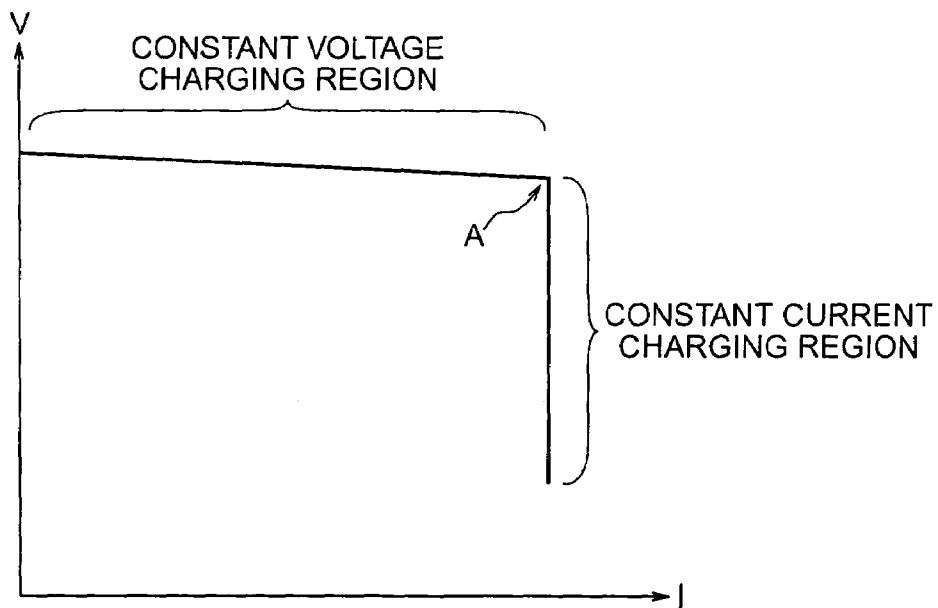 V
CONSTANT VOLTAGE
CHARGING REGION
A
CONSTANT CURRENT
CHARGING REGION
I